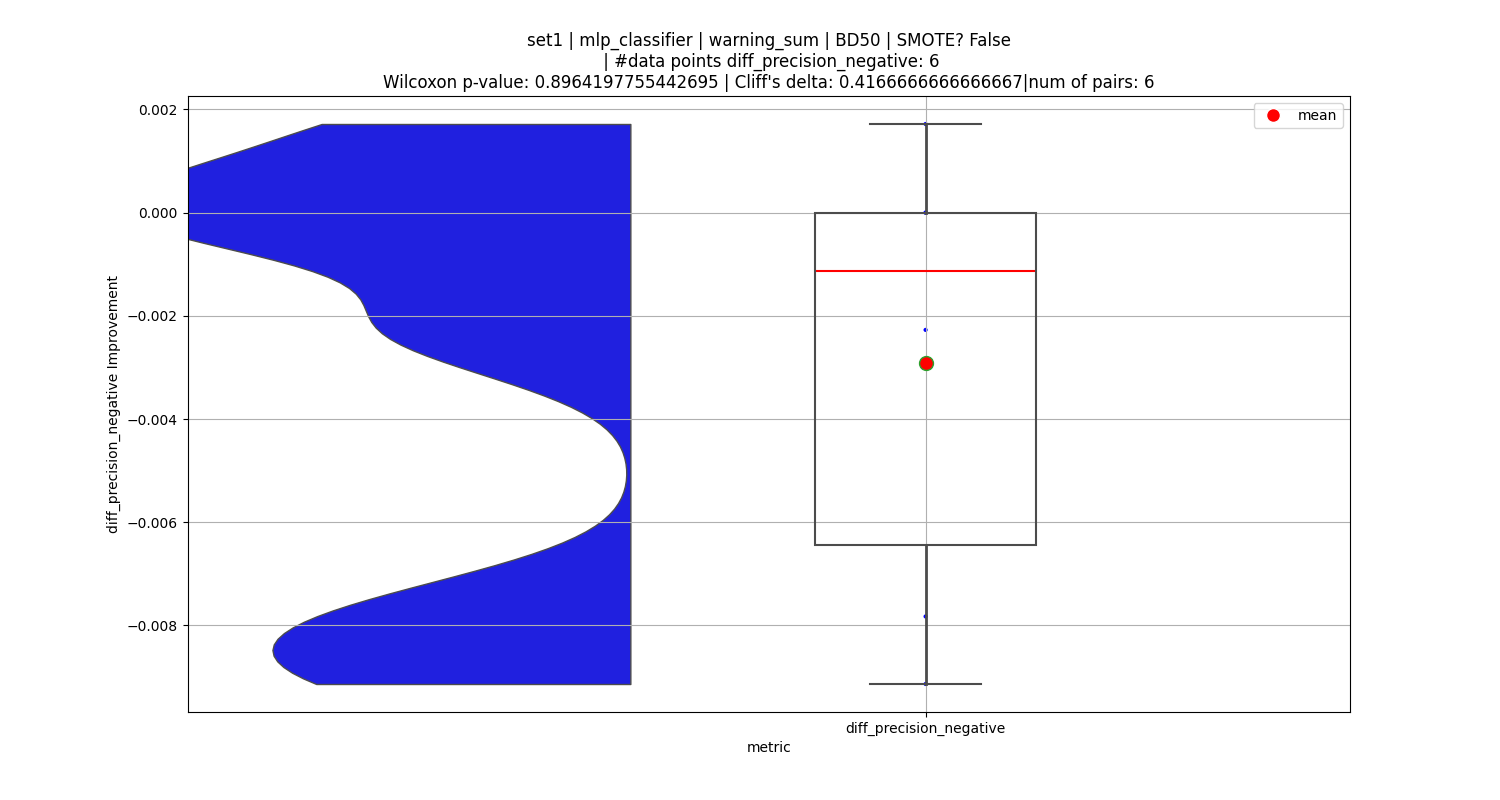 set1 | mlp_classifier | warning_sum | BD50 | SMOTE? False
| #data points diff_precision_negative: 6
Wilcoxon p-value: 0.8964197755442695 | Cliff's delta: 0.4166666666666667|num of pairs: 6
mean
0.002
0.000
−0.002
−0.004
−0.006
−0.008
diff_precision_negative Improvement
diff_precision_negative
metric